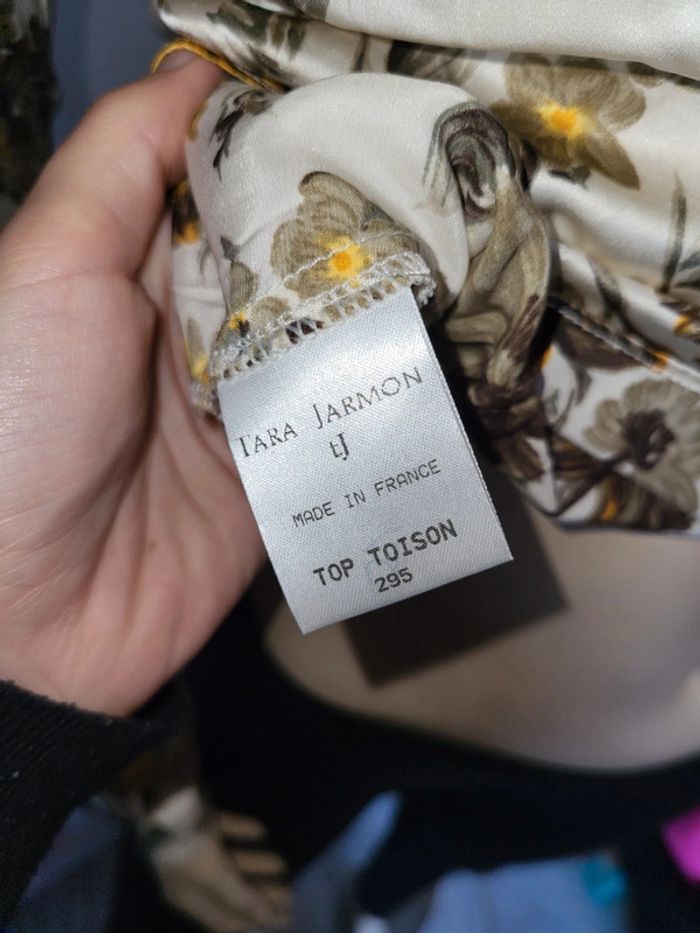 TARA JARMON
tJ
MADE IN FRANCE
TOP TOISON
295